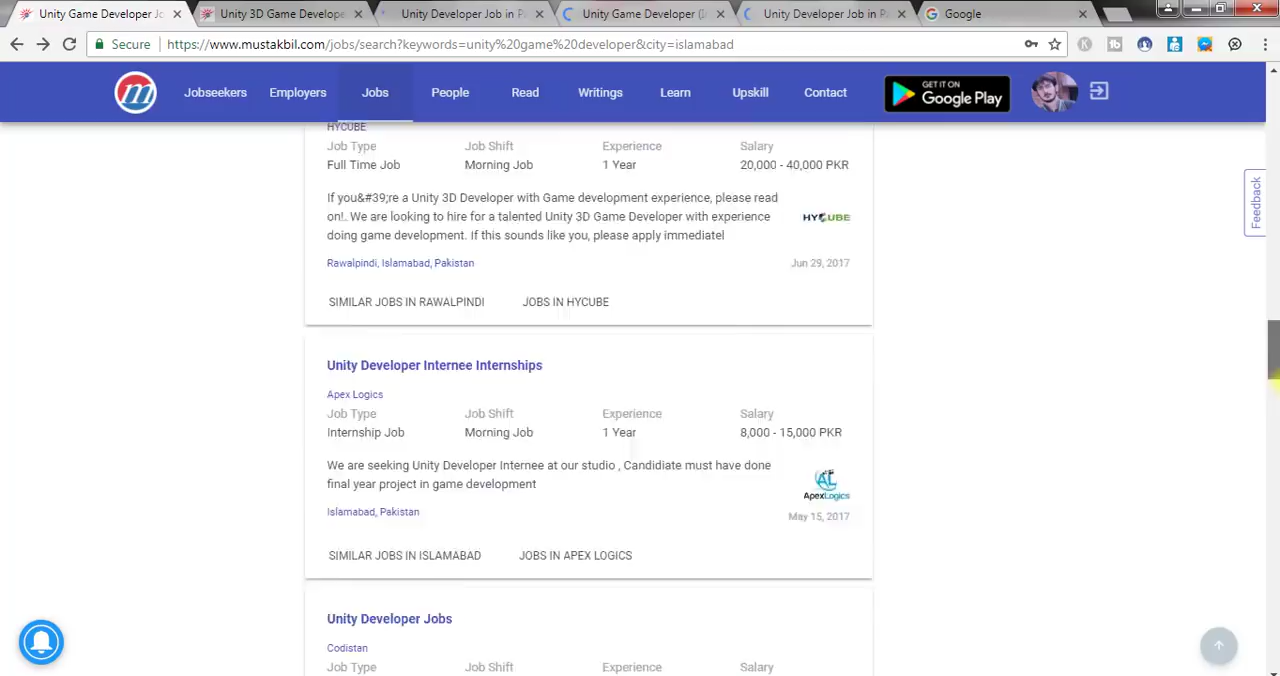 Unity Game Developer Jo
Unity 3D Game Develope
Unity Developer Job in P
Unity Game Developer (
Unity Developer Job in P
Google
Secure https://www.mustakbil.com/jobs/search?keywords=unity%20game%20developer&city=islamabad
Jobseekers Employers Jobs People Read Writings Learn Upskill Contact
GET IT ON
Google Play
Feedback
HYCUBE
Job Type Job Shift Experience Salary
Full Time Job Morning Job 1 Year 20,000 - 40,000 PKR
If you&#39;re a Unity 3D Developer with Game development experience, please read
on!. We are looking to hire for a talented Unity 3D Game Developer with experience
doing game development. If this sounds like you, please apply immediatel
HYCUBE
Rawalpindi, Islamabad, Pakistan Jun 29, 2017
SIMILAR JOBS IN RAWALPINDI JOBS IN HYCUBE
Unity Developer Internee Internships
Apex Logics
Job Type Job Shift Experience Salary
Internship Job Morning Job 1 Year 8,000 - 15,000 PKR
We are seeking Unity Developer Internee at our studio , Candidiate must have done
final year project in game development
AL
ApexLogics
Islamabad, Pakistan May 15, 2017
SIMILAR JOBS IN ISLAMABAD JOBS IN APEX LOGICS
Unity Developer Jobs
Codistan
Job Type Job Shift Experience Salary